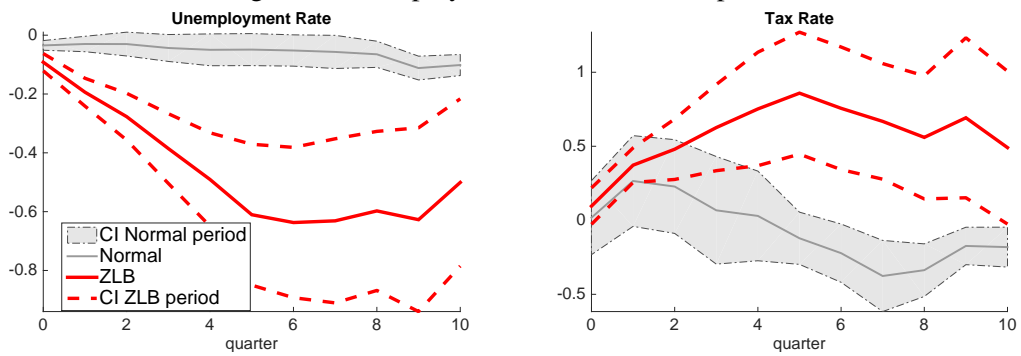 Unemployment Rate
0
-0.2
-0.4
-0.6
-0.8
CI Normal period
Normal
ZLB
CI ZLB period
0 2 4 6 8 10
quarter
Tax Rate
1
0.5
0
-0.5
0 2 4 6 8 10
quarter